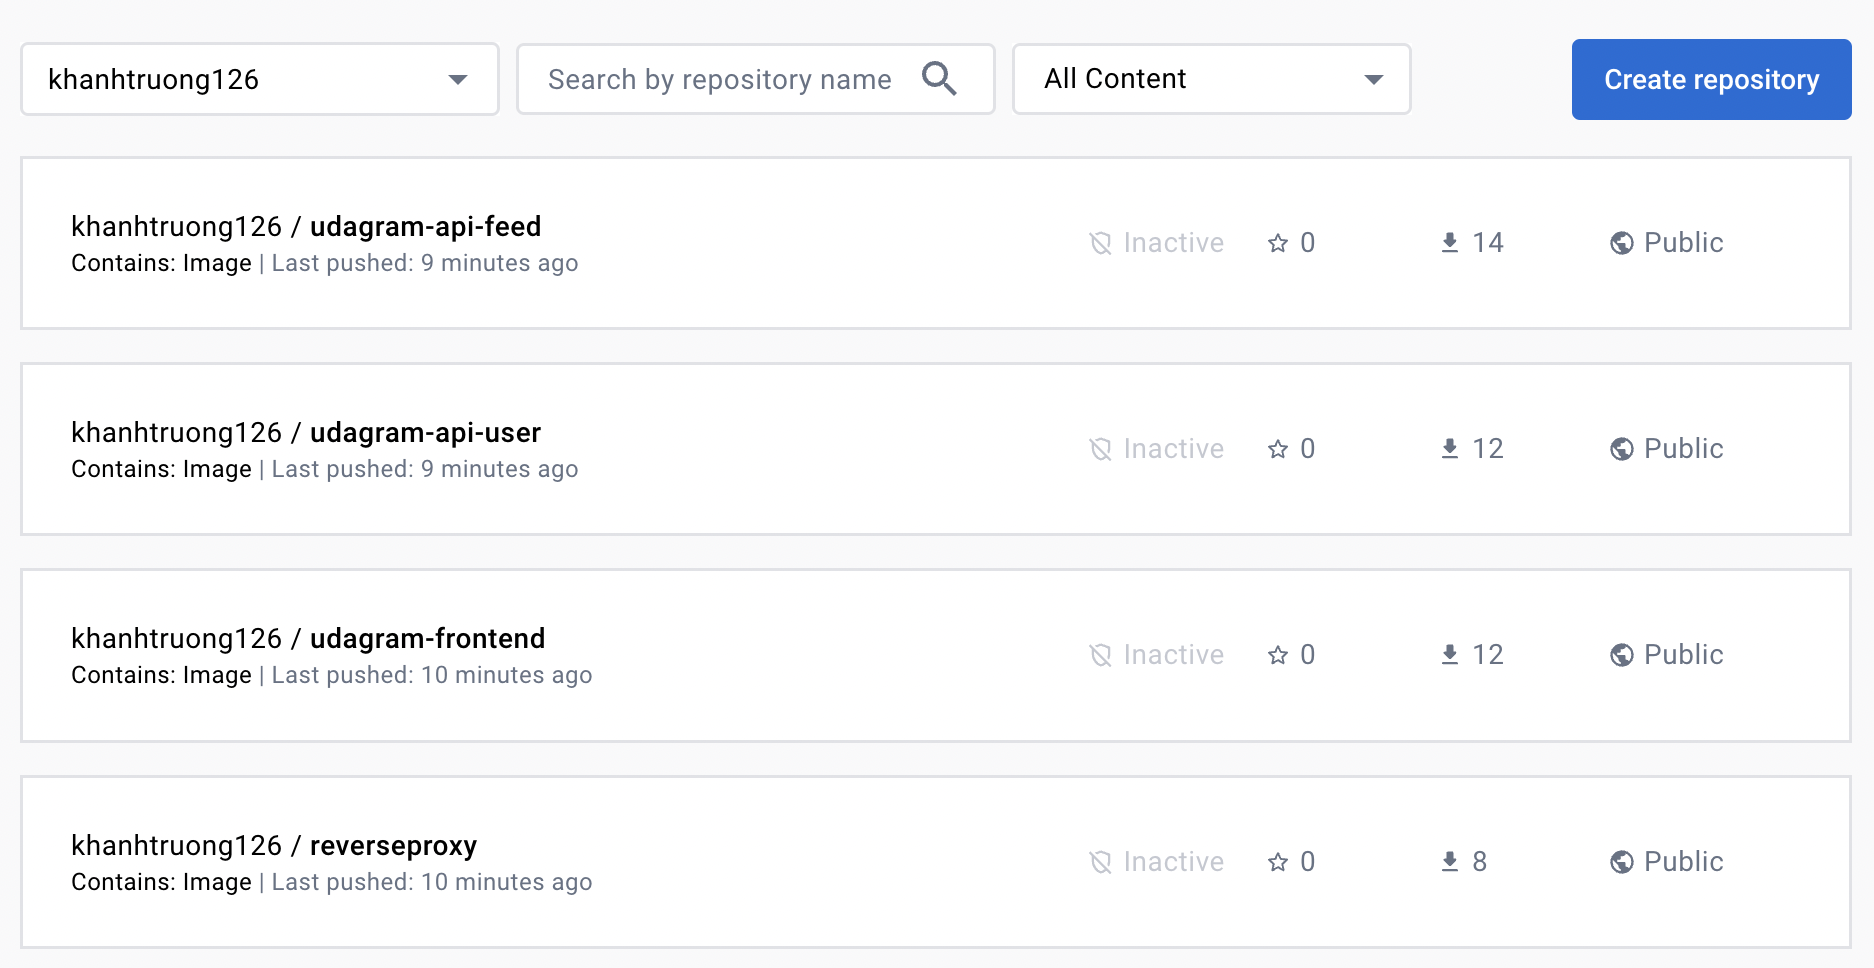 khanhtruong126
Search by repository name
All Content
Create repository
khanhtruong126 / udagram-api-feed
Contains: Image | Last pushed: 9 minutes ago
Inactive
0
14
Public
khanhtruong126 / udagram-api-user
Contains: Image | Last pushed: 9 minutes ago
Inactive
0
12
Public
khanhtruong126 / udagram-frontend
Contains: Image | Last pushed: 10 minutes ago
Inactive
0
12
Public
khanhtruong126 / reverseproxy
Contains: Image | Last pushed: 10 minutes ago
Inactive
0
8
Public